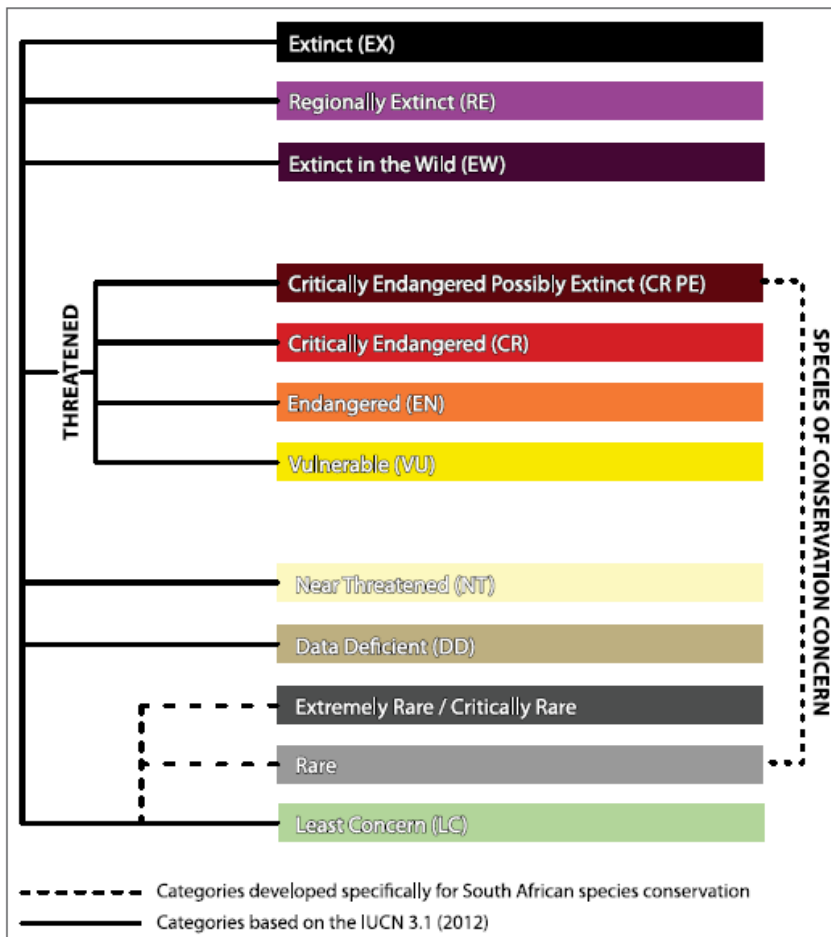 Extinct (EX)
Regionally Extinct (RE)
Extinct in the Wild (EW)
THREATENED
Critically Endangered Possibly Extinct (CR PE)
Critically Endangered (CR)
Endangered (EN)
Vulnerable (VU)
SPECIES OF CONSERVATION CONCERN
Near Threatened (NT)
Data Deficient (DD)
Extremely Rare / Critically Rare
Rare
Least Concern (LC)
Categories developed specifically for South African species conservation
Categories based on the IUCN 3.1 (2012)